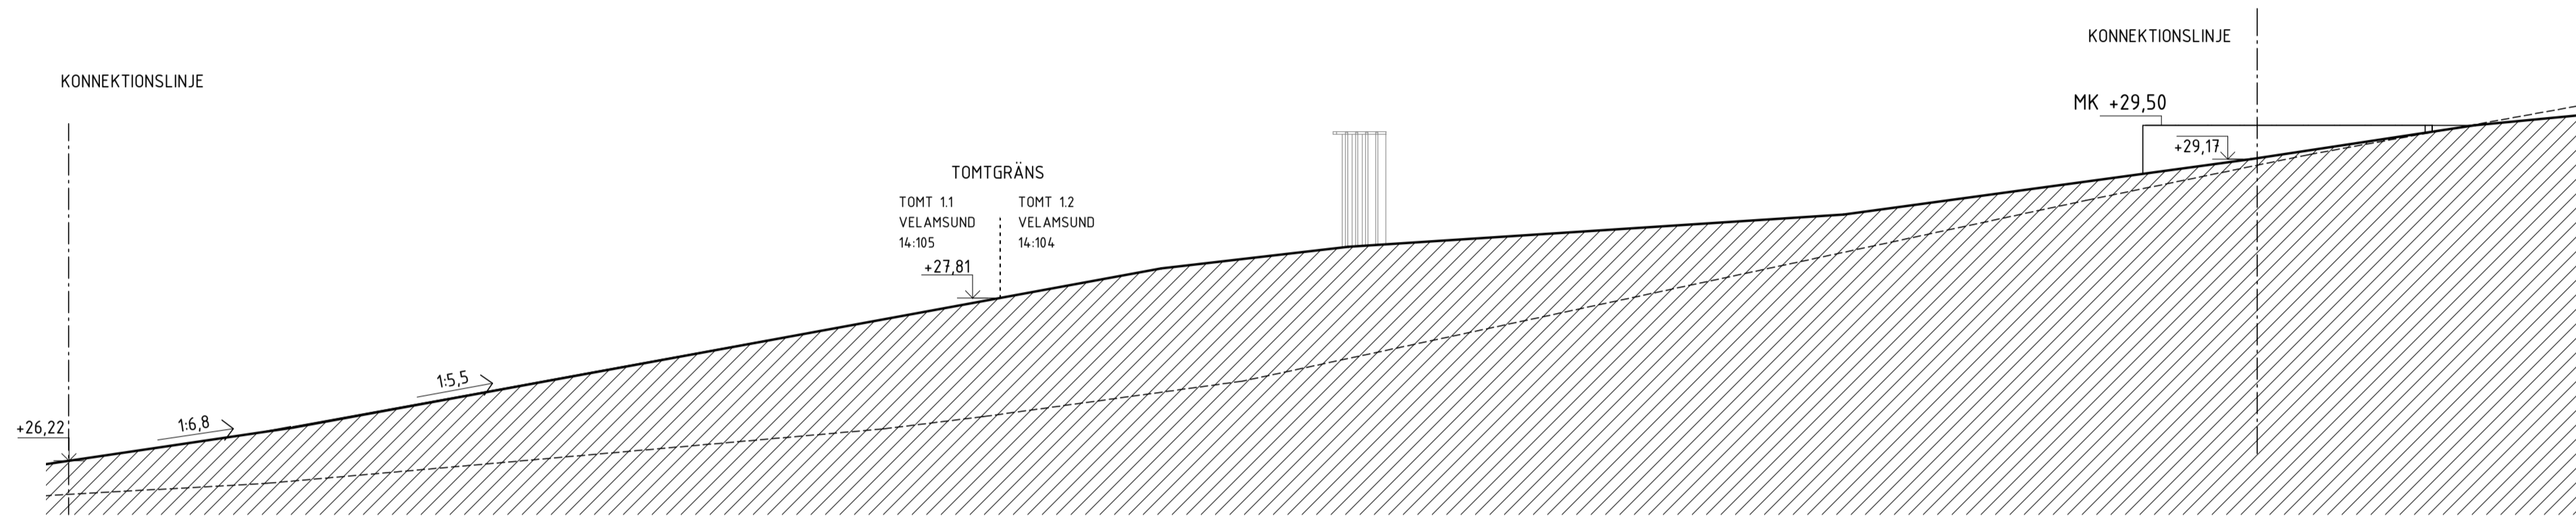 KONNEKTIONSLINJE
KONNEKTIONSLINJE
MK +29,50
+29,17
TOMTGRÄNS
TOMT 1.1
VELAMSUND
14:105
TOMT 1.2
VELAMSUND
14:104
+27,81
1:5,5
1:6,8
+26,22